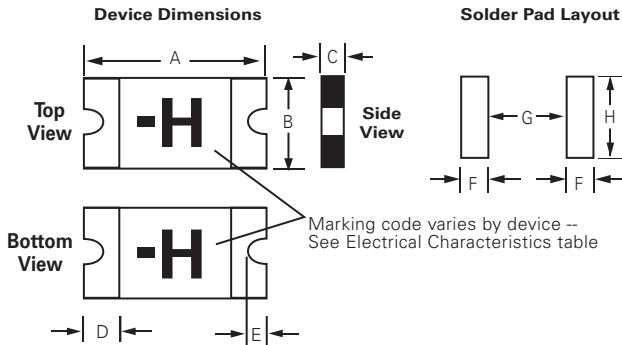 Device Dimensions
Solder Pad Layout
A
C
Top
View
-H
B
Side
View
G
H
F
F
Marking code varies by device --
See Electrical Characteristics table
Bottom
View
-H
D
E